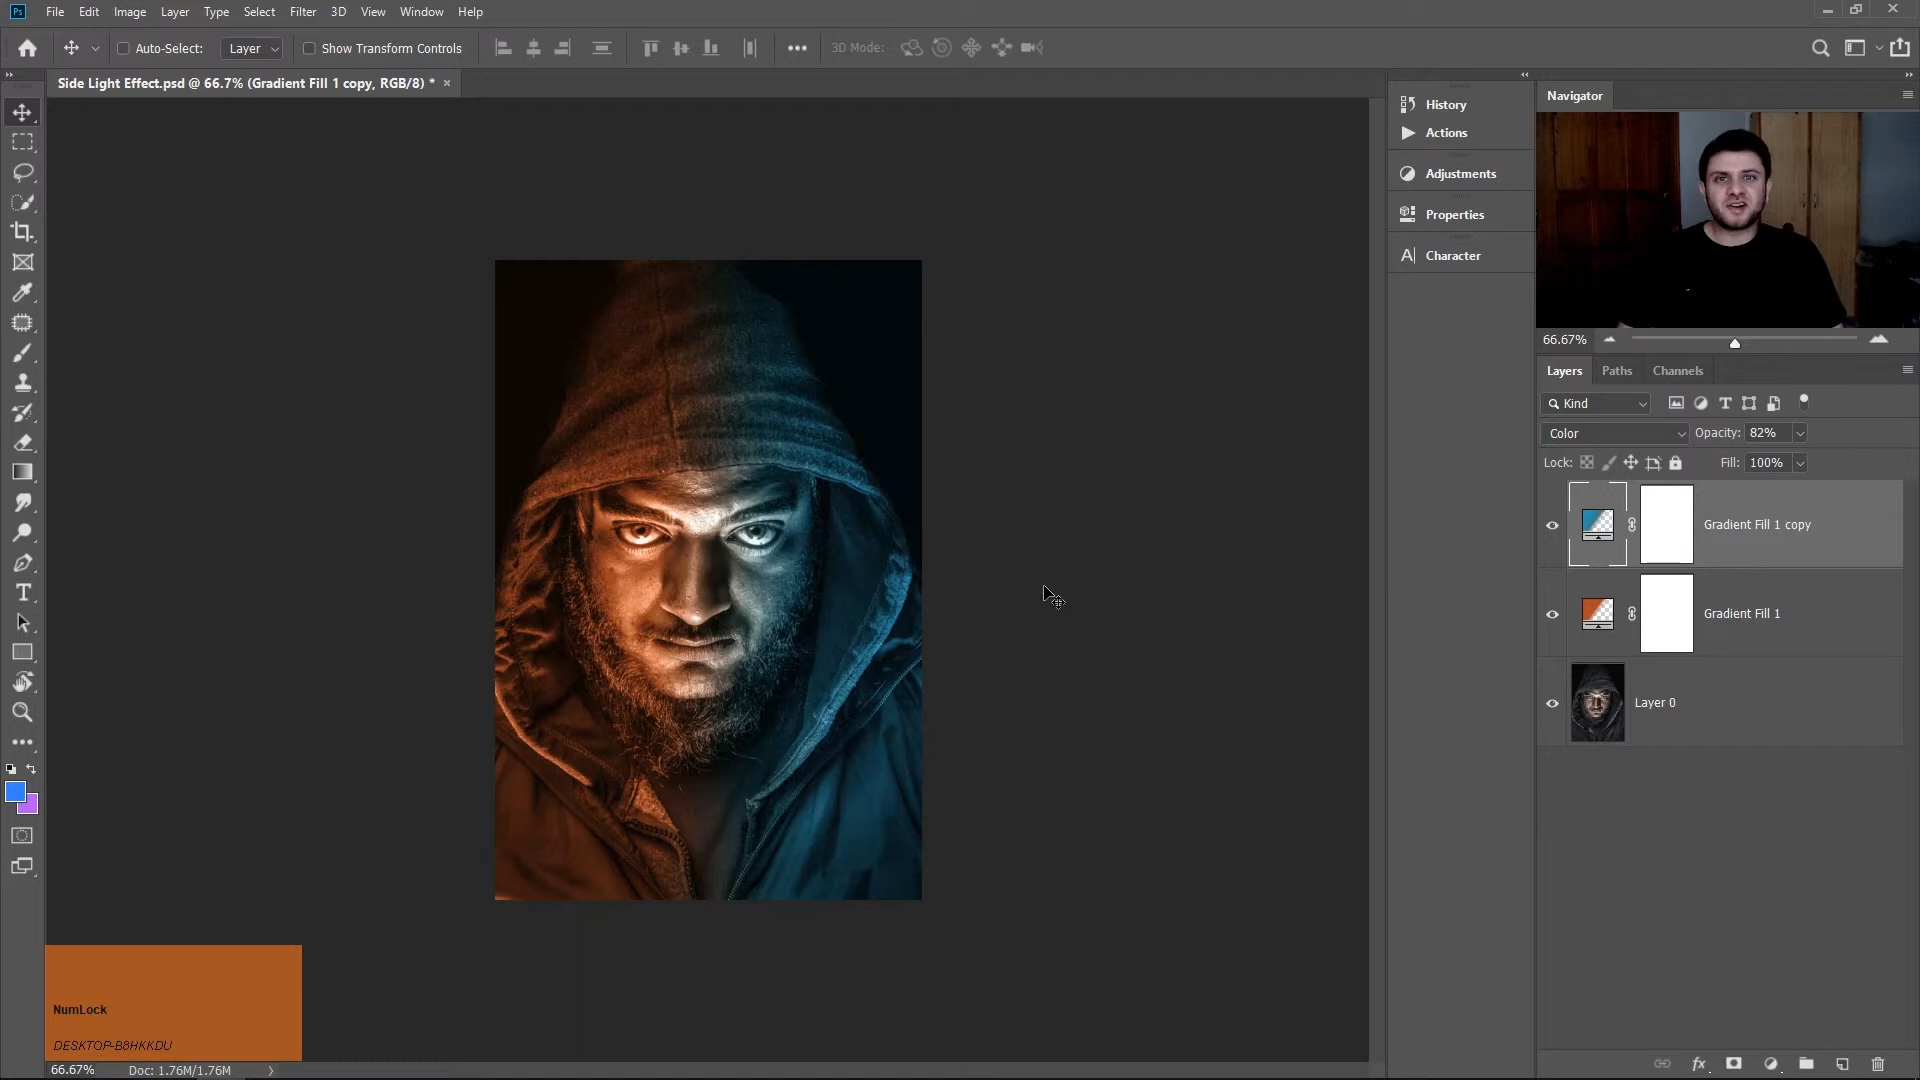 Ps File Edit Image Layer Type Select Filter 3D View Window Help
Auto-Select: Layer Show Transform Controls 3D Mode:
Side Light Effect.psd @ 66.7% (Gradient Fill 1 copy, RGB/8) * ×
History
Actions
Adjustments
Properties
Character
Navigator
66.67%
Layers Paths Channels
Kind
Color Opacity: 82%
Lock: Fill: 100%
Gradient Fill 1 copy
Gradient Fill 1
Layer 0
NumLock
DESKTOP-B8HKKDU
66.67% Doc: 1.76M/1.76M